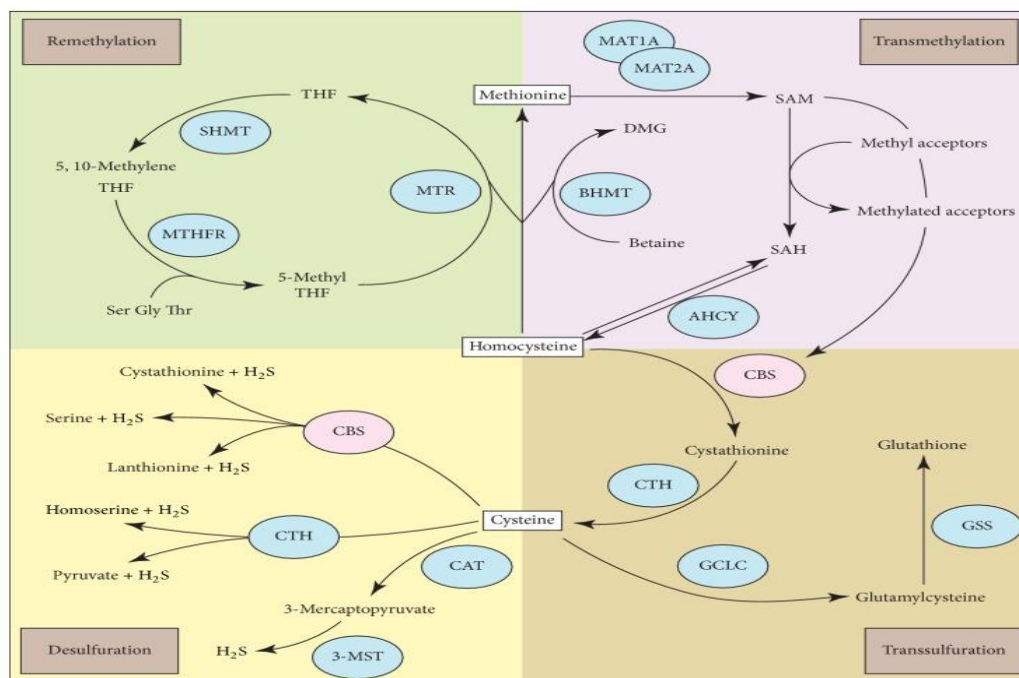 Remethylation
THF
SHMT
5, 10-Methylene
THF
MTHFR
Ser Gly Thr
5-Methyl
THF
MTR
Transmethylation
MAT1A
MAT2A
Methionine
SAM
DMG
Methyl acceptors
BHMT
Methylated acceptors
Betaine
SAH
AHCY
Homocysteine
Cystathionine + H₂S
Serine + H₂S
CBS
Lanthionine + H₂S
Homoserine + H₂S
CTH
Pyruvate + H₂S
Cysteine
CAT
3-Mercaptopyruvate
H₂S
3-MST
Desulfuration
CBS
Cystathionine
Glutathione
CTH
GSS
GCLC
Glutamylcysteine
Transsulfuration